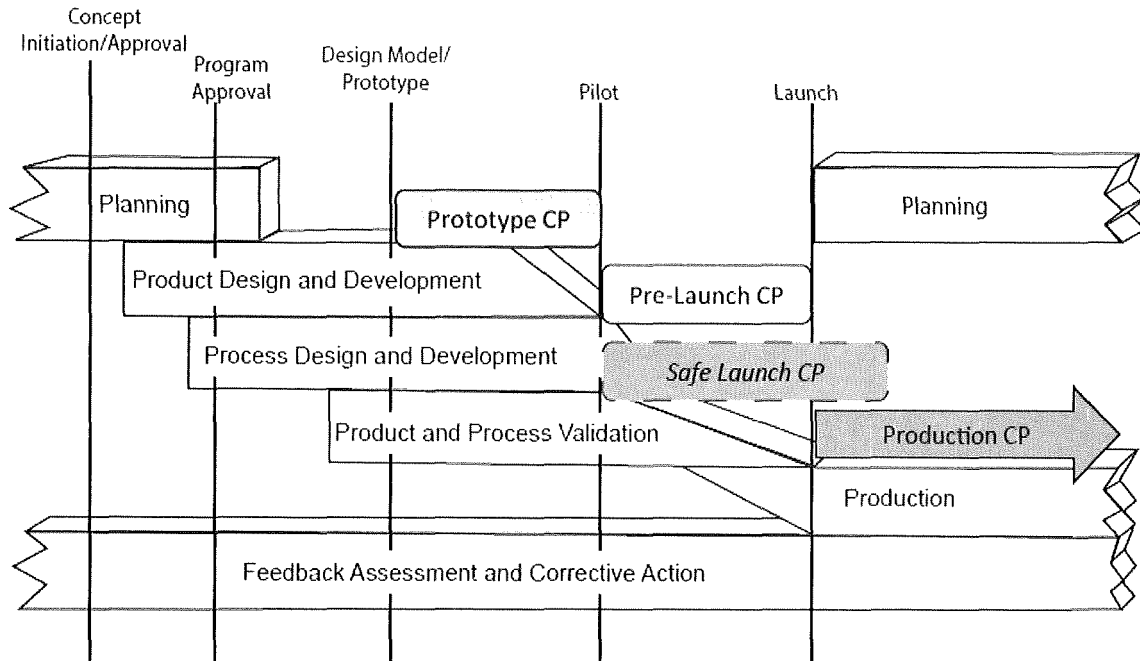 Concept
Initiation/Approval
Program
Approval
Design Model/
Prototype
Pilot
Launch
Planning
Prototype CP
Planning
Product Design and Development
Pre-Launch CP
Process Design and Development
Safe Launch CP
Product and Process Validation
Production CP
Production
Feedback Assessment and Corrective Action